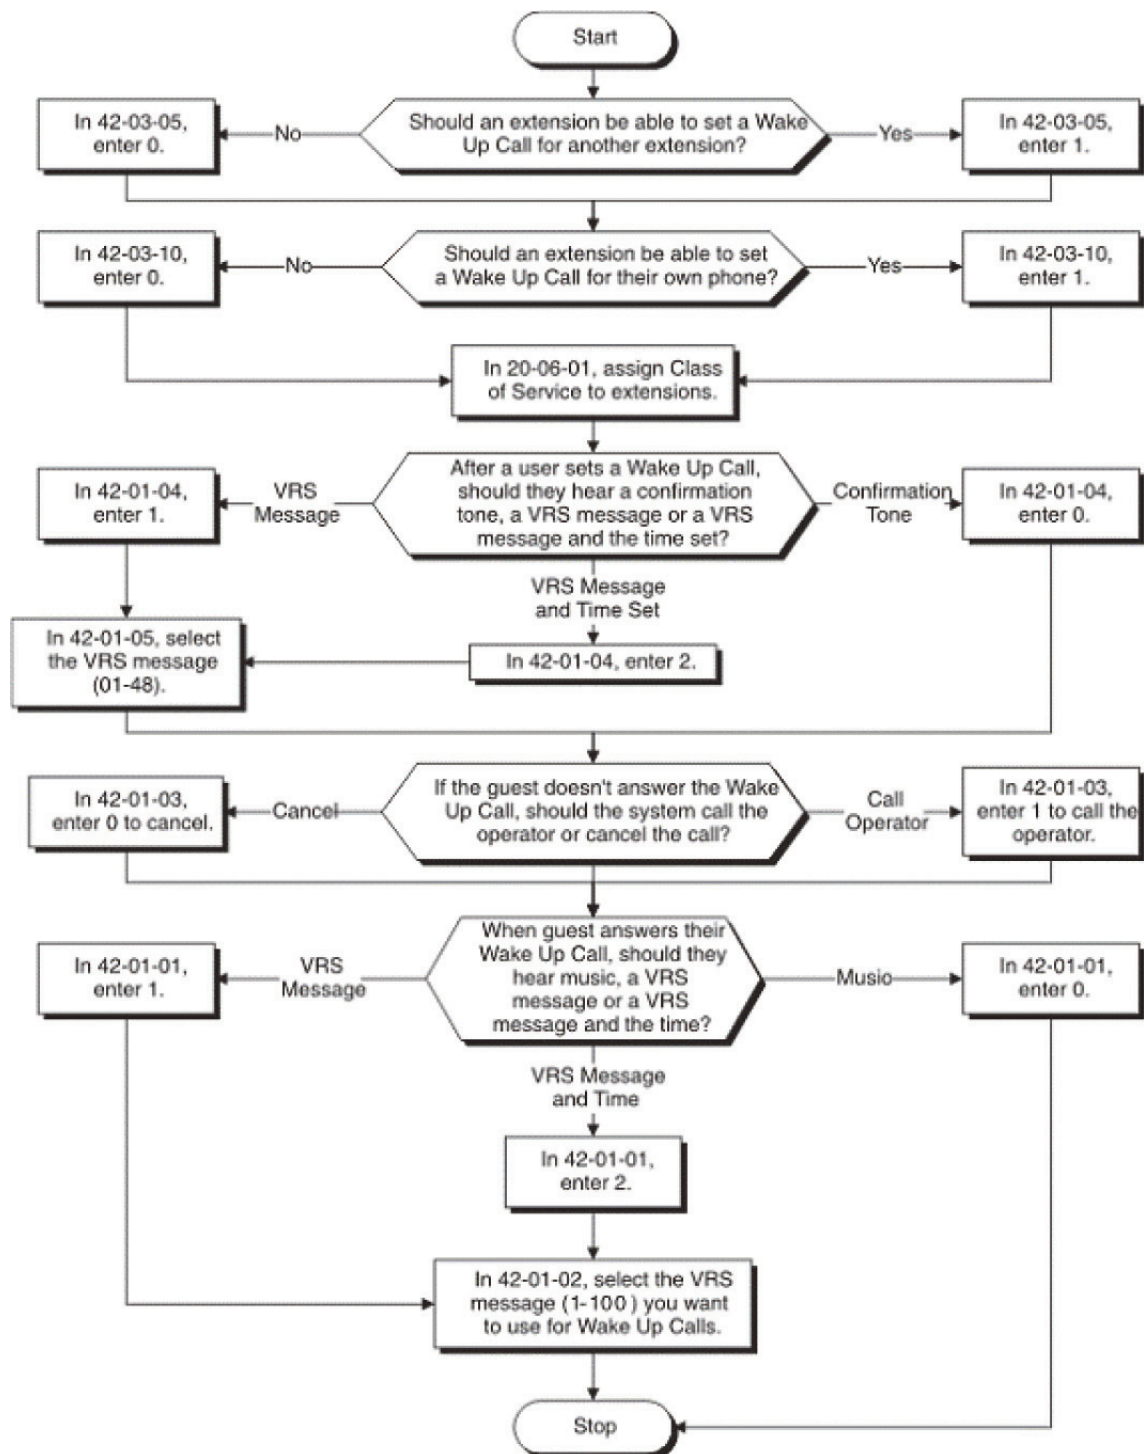 Start
Should an extension be able to set a Wake
Up Call for another extension?
No
In 42-03-05,
enter 0.
Yes
In 42-03-05,
enter 1.
Should an extension be able to set
a Wake Up Call for their own phone?
No
In 42-03-10,
enter 0.
Yes
In 42-03-10,
enter 1.
In 20-06-01, assign Class
of Service to extensions.
After a user sets a Wake Up Call,
should they hear a confirmation
tone, a VRS message or a VRS
message and the time set?
VRS
Message
In 42-01-04,
enter 1.
Confirmation
Tone
In 42-01-04,
enter 0.
VRS Message
and Time Set
In 42-01-04, enter 2.
In 42-01-05, select
the VRS message
(01-48).
If the guest doesn't answer the Wake
Up Call, should the system call the
operator or cancel the call?
Cancel
In 42-01-03,
enter 0 to cancel.
Call
Operator
In 42-01-03,
enter 1 to call the
operator.
When guest answers their
Wake Up Call, should they
hear music, a VRS
message or a VRS
message and the time?
VRS
Message
In 42-01-01,
enter 1.
Music
In 42-01-01,
enter 0.
VRS Message
and Time
In 42-01-01,
enter 2.
In 42-01-02, select the VRS
message (1-100) you want
to use for Wake Up Calls.
Stop